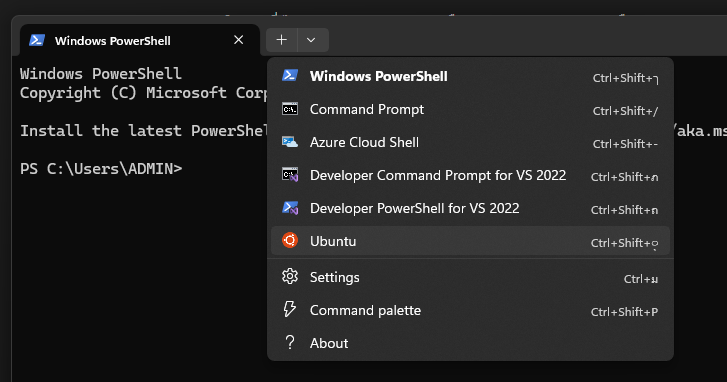 Windows PowerShell
Windows PowerShell
Copyright (C) Microsoft Corp
Install the latest PowerShel /aka.ms
PS C:\Users\ADMIN>
Windows PowerShell Ctrl+Shift+ๅ
Command Prompt Ctrl+Shift+/
Azure Cloud Shell Ctrl+Shift+-
Developer Command Prompt for VS 2022 Ctrl+Shift+ภ
Developer PowerShell for VS 2022 Ctrl+Shift+ถ
Ubuntu Ctrl+Shift+ุ
Settings Ctrl+ม
Command palette Ctrl+Shift+P
About